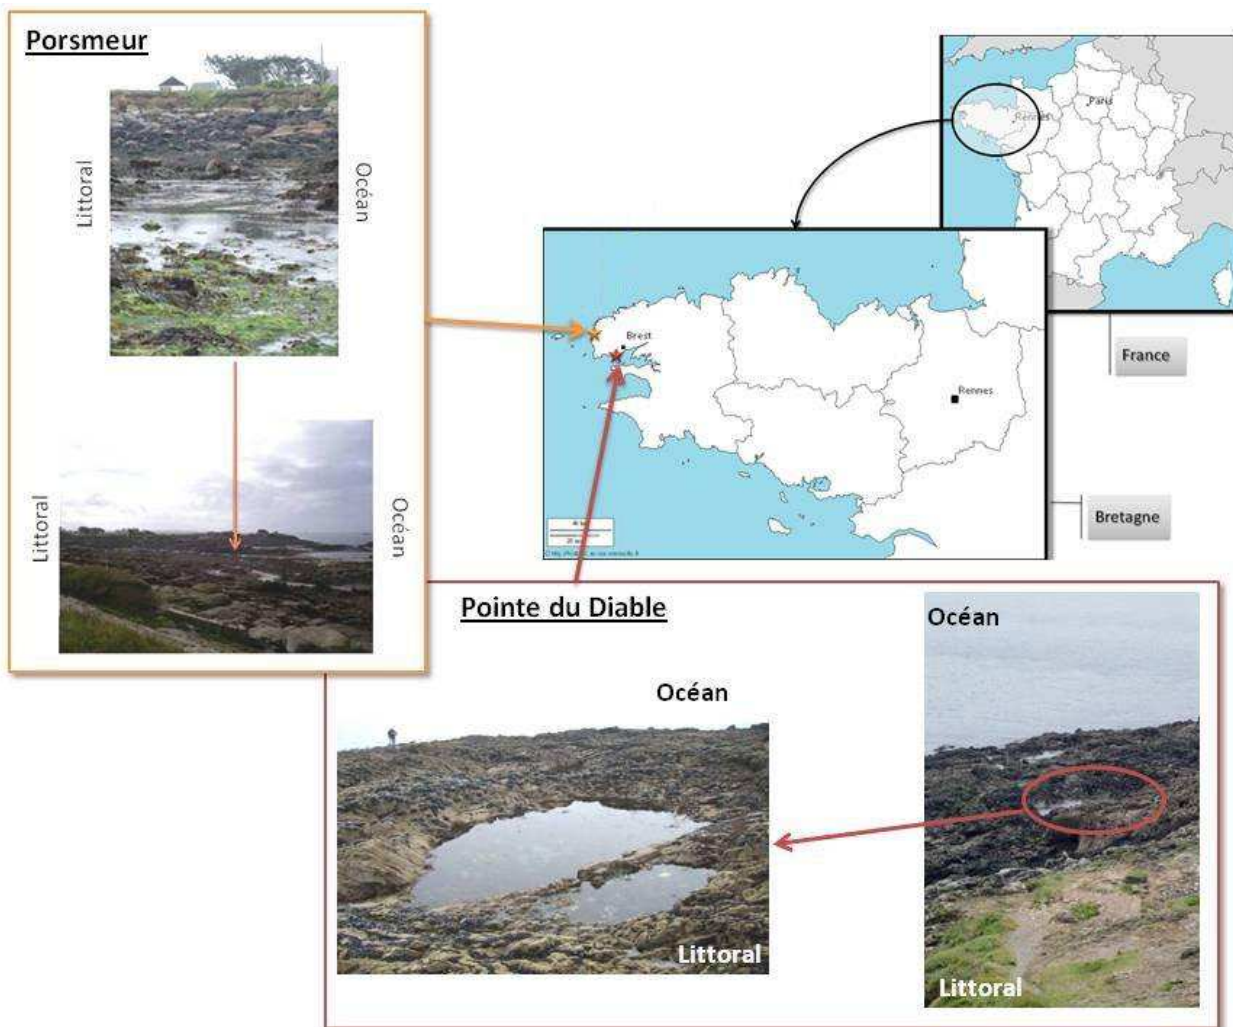 Porsmeur
Littoral
Océan
Littoral
Océan
Paris
Rennes
Brest
Rennes
France
Bretagne
Pointe du Diable
Océan
Littoral
Océan
Littoral